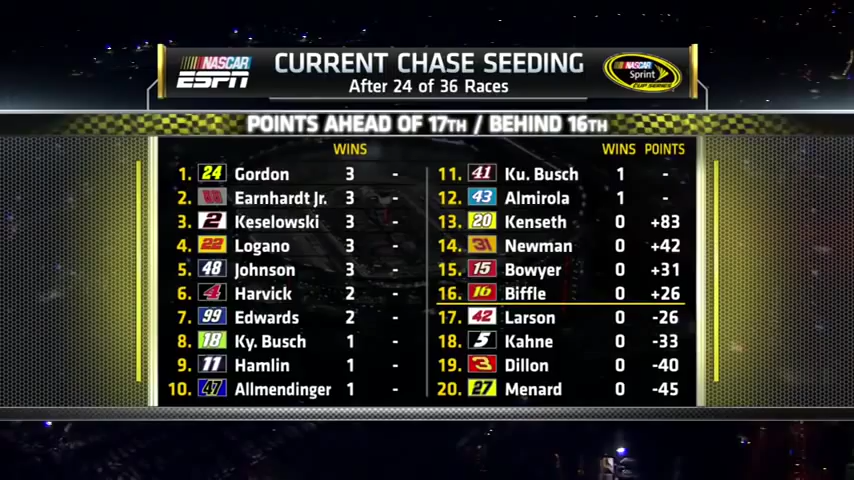 NASCAR
ESPN
CURRENT CHASE SEEDING
After 24 of 36 Races
NASCAR
Sprint
CUP SERIES
POINTS AHEAD OF 17TH / BEHIND 16TH
WINS
1. 24 Gordon 3 -
2. 88 Earnhardt Jr. 3 -
3. 2 Keselowski 3 -
4. 22 Logano 3 -
5. 48 Johnson 3 -
6. 4 Harvick 2 -
7. 99 Edwards 2 -
8. 18 Ky. Busch 1 -
9. 11 Hamlin 1 -
10. 47 Allmendinger 1 -
WINS POINTS
11. 41 Ku. Busch 1 -
12. 43 Almirola 1 -
13. 20 Kenseth 0 +83
14. 31 Newman 0 +42
15. 15 Bowyer 0 +31
16. 16 Biffle 0 +26
17. 42 Larson 0 -26
18. 5 Kahne 0 -33
19. 3 Dillon 0 -40
20. 27 Menard 0 -45